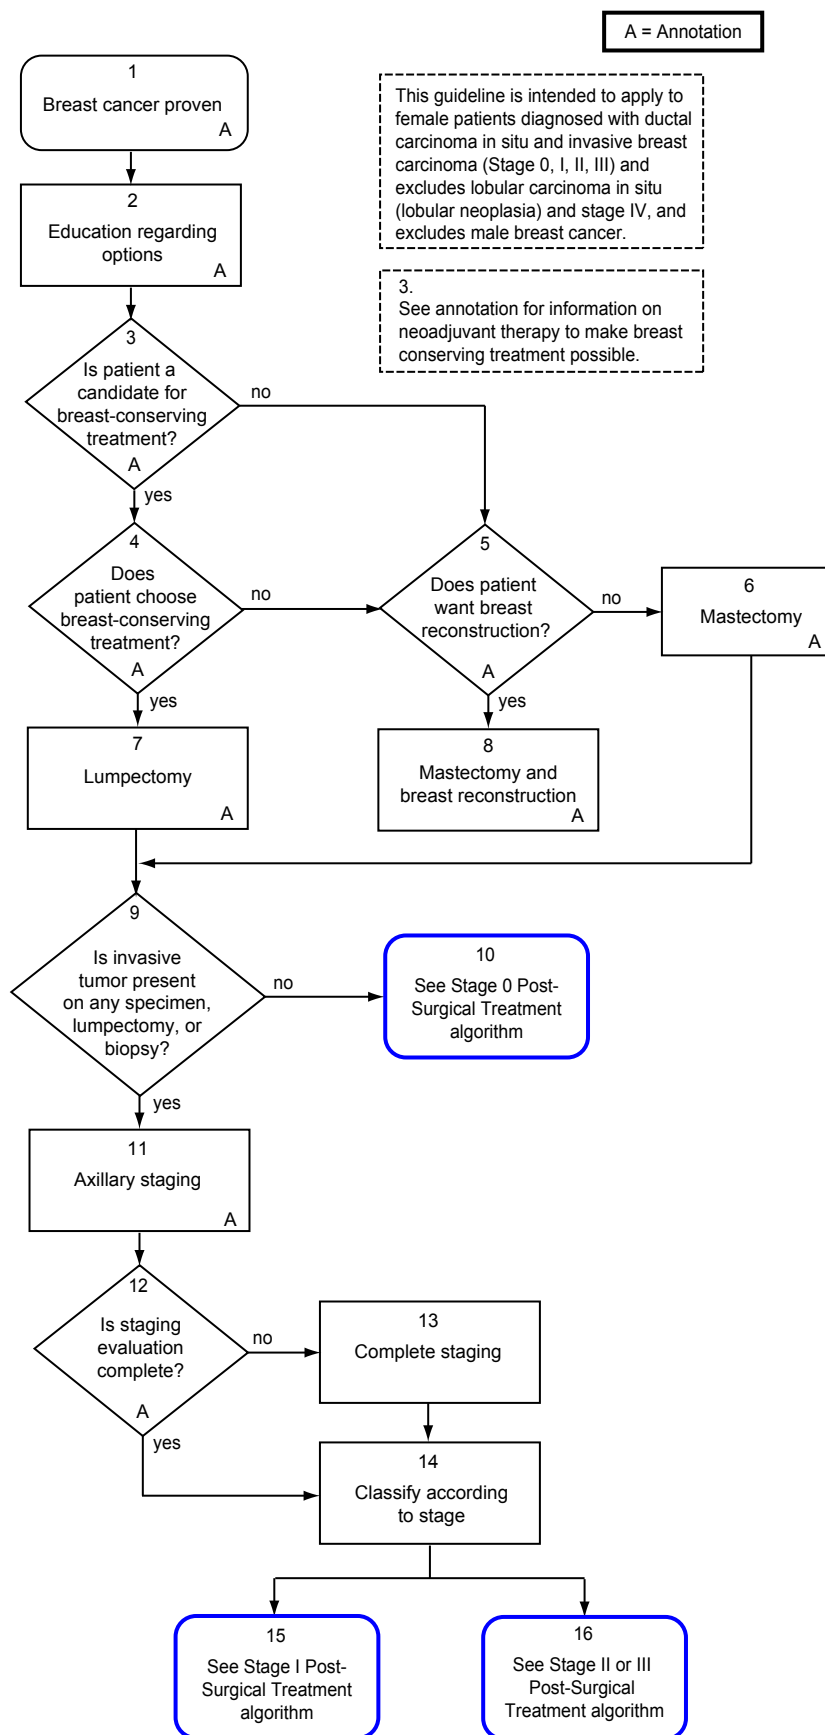 A = Annotation
1
Breast cancer proven
A
This guideline is intended to apply to
female patients diagnosed with ductal
carcinoma in situ and invasive breast
carcinoma (Stage 0, I, II, III) and
excludes lobular carcinoma in situ
(lobular neoplasia) and stage IV, and
excludes male breast cancer.
2
Education regarding
options
A
3.
See annotation for information on
neoadjuvant therapy to make breast
conserving treatment possible.
3
Is patient a
candidate for
breast-conserving
treatment?
A
no
yes
4
Does
patient choose
breast-conserving
treatment?
A
no
yes
5
Does patient
want breast
reconstruction?
A
no
yes
6
Mastectomy
A
7
Lumpectomy
A
8
Mastectomy and
breast reconstruction
A
9
Is invasive
tumor present
on any specimen,
lumpectomy, or
biopsy?
no
yes
10
See Stage 0 Post-
Surgical Treatment
algorithm
11
Axillary staging
A
12
Is staging
evaluation
complete?
A
no
yes
13
Complete staging
14
Classify according
to stage
15
See Stage I Post-
Surgical Treatment
algorithm
16
See Stage II or III
Post-Surgical
Treatment algorithm